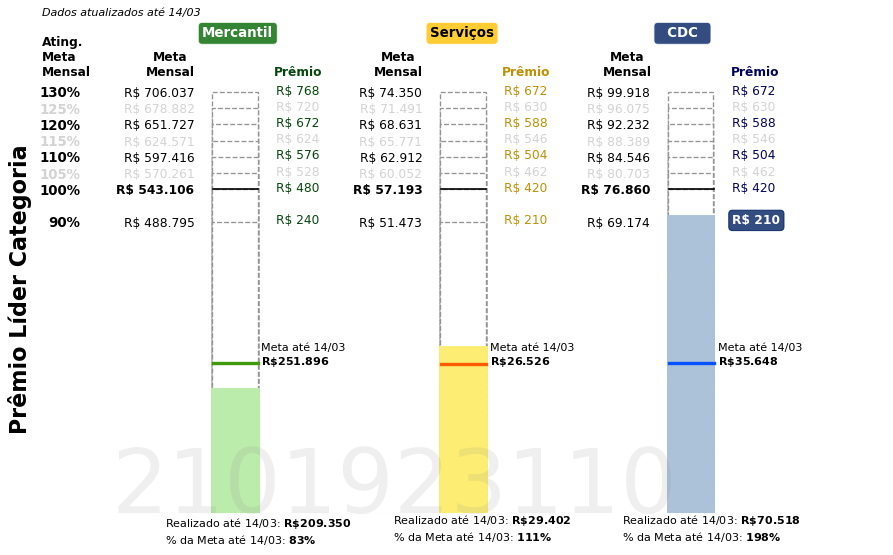 Dados atualizados até 14/03
Mercantil Serviços CDC
Ating. Meta Mensal Meta Mensal Prêmio Meta Mensal Prêmio Meta Mensal Prêmio
130% R$ 706.037 R$ 768 R$ 74.350 R$ 672 R$ 99.918 R$ 672
125% R$ 678.882 R$ 720 R$ 71.491 R$ 630 R$ 96.075 R$ 630
120% R$ 651.727 R$ 672 R$ 68.631 R$ 588 R$ 92.232 R$ 588
115% R$ 624.571 R$ 624 R$ 65.771 R$ 546 R$ 88.389 R$ 546
110% R$ 597.416 R$ 576 R$ 62.912 R$ 504 R$ 84.546 R$ 504
105% R$ 570.261 R$ 528 R$ 60.052 R$ 462 R$ 80.703 R$ 462
100% R$ 543.106 R$ 480 R$ 57.193 R$ 420 R$ 76.860 R$ 420
90% R$ 488.795 R$ 240 R$ 51.473 R$ 210 R$ 69.174 R$ 210
Prêmio Líder Categoria
Meta até 14/03 Meta até 14/03 Meta até 14/03
R$251.896 R$26.526 R$35.648
2101923110
Realizado até 14/03: R$209.350 Realizado até 14/03: R$29.402 Realizado até 14/03: R$70.518
% da Meta até 14/03: 83% % da Meta até 14/03: 111% % da Meta até 14/03: 198%